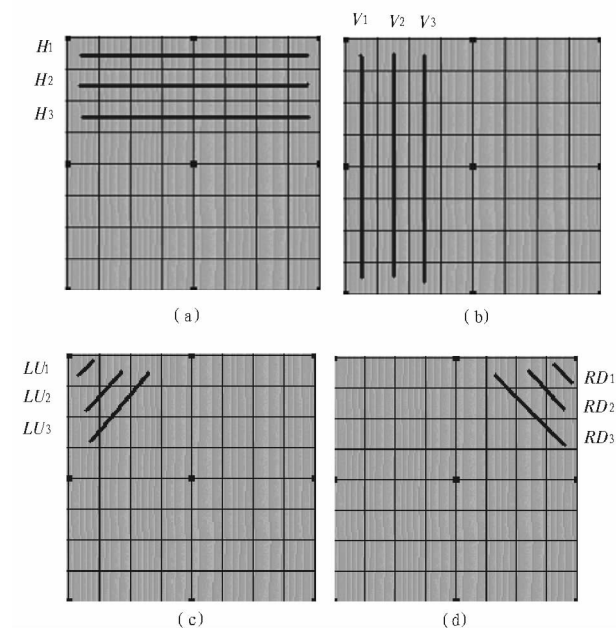 V1 V2 V3
H1
H2
H3
(a)
(b)
LU1
LU2
LU3
RD1
RD2
RD3
(c)
(d)